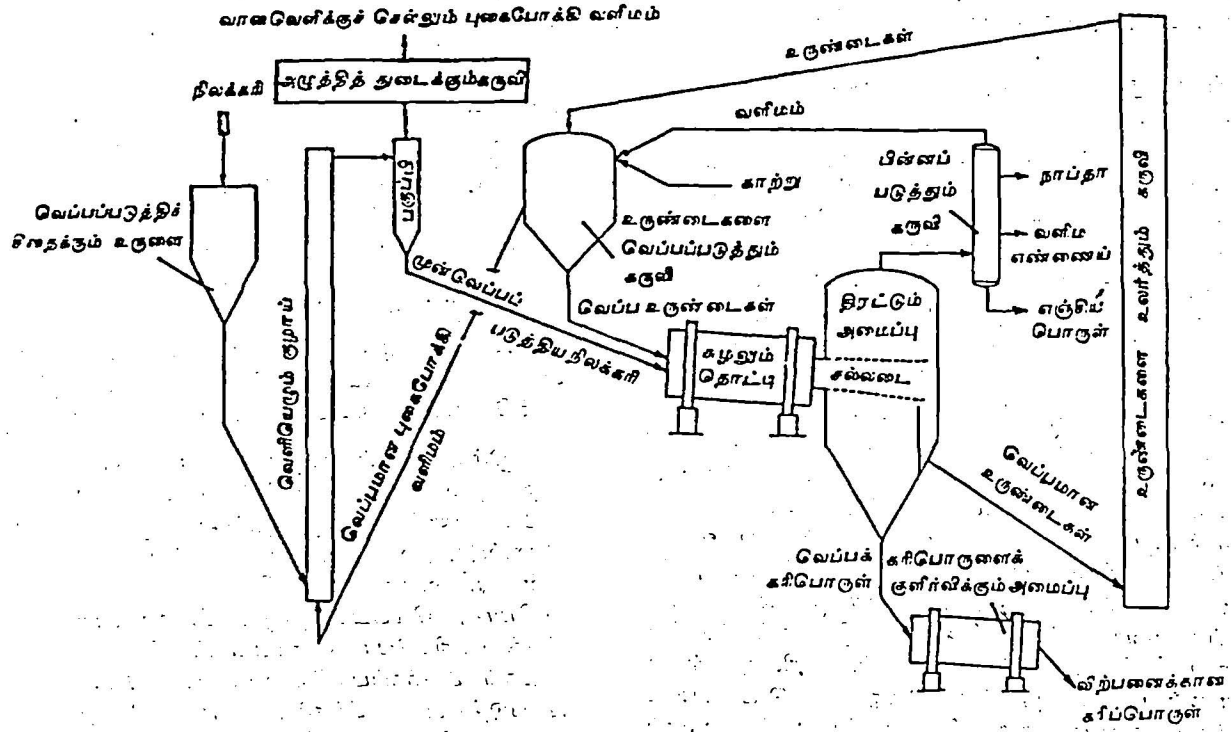 வானவெளிக்குச் செல்லும் புகைபோக்கி வளிமம்
அழுத்தித் துடைக்கும்கருவி
நிலக்கரி
பகுப்பி
வெப்பப்படுத்திச்
சிதைக்கும் உருளை
வெளியெழும் குழாய்
வெப்பமான புகைபோக்கி
வளிமம்
முன்வெப்பப்
படுத்திய நிலக்கரி
உருண்டைகள்
வளிமம்
காற்று
உருண்டைகளை
வெப்பப்படுத்தும்
கருவி
வெப்ப உருண்டைகள்
சுழலும்
தொட்டி
திரட்டும்
அமைப்பு
சல்லடை
பின்னப்
படுத்தும்
கருவி
நாப்தா
வளிம
எண்ணெய்
எஞ்சிய
பொருள்
உருண்டைகளை உலர்த்தும் கருவி
வெப்பமான
உருண்டைகள்
வெப்பக்
கரிபொருள்
கரிபொருளைக்
குளிர்விக்கும் அமைப்பு
விற்பனைக்கான
கரிப்பொருள்